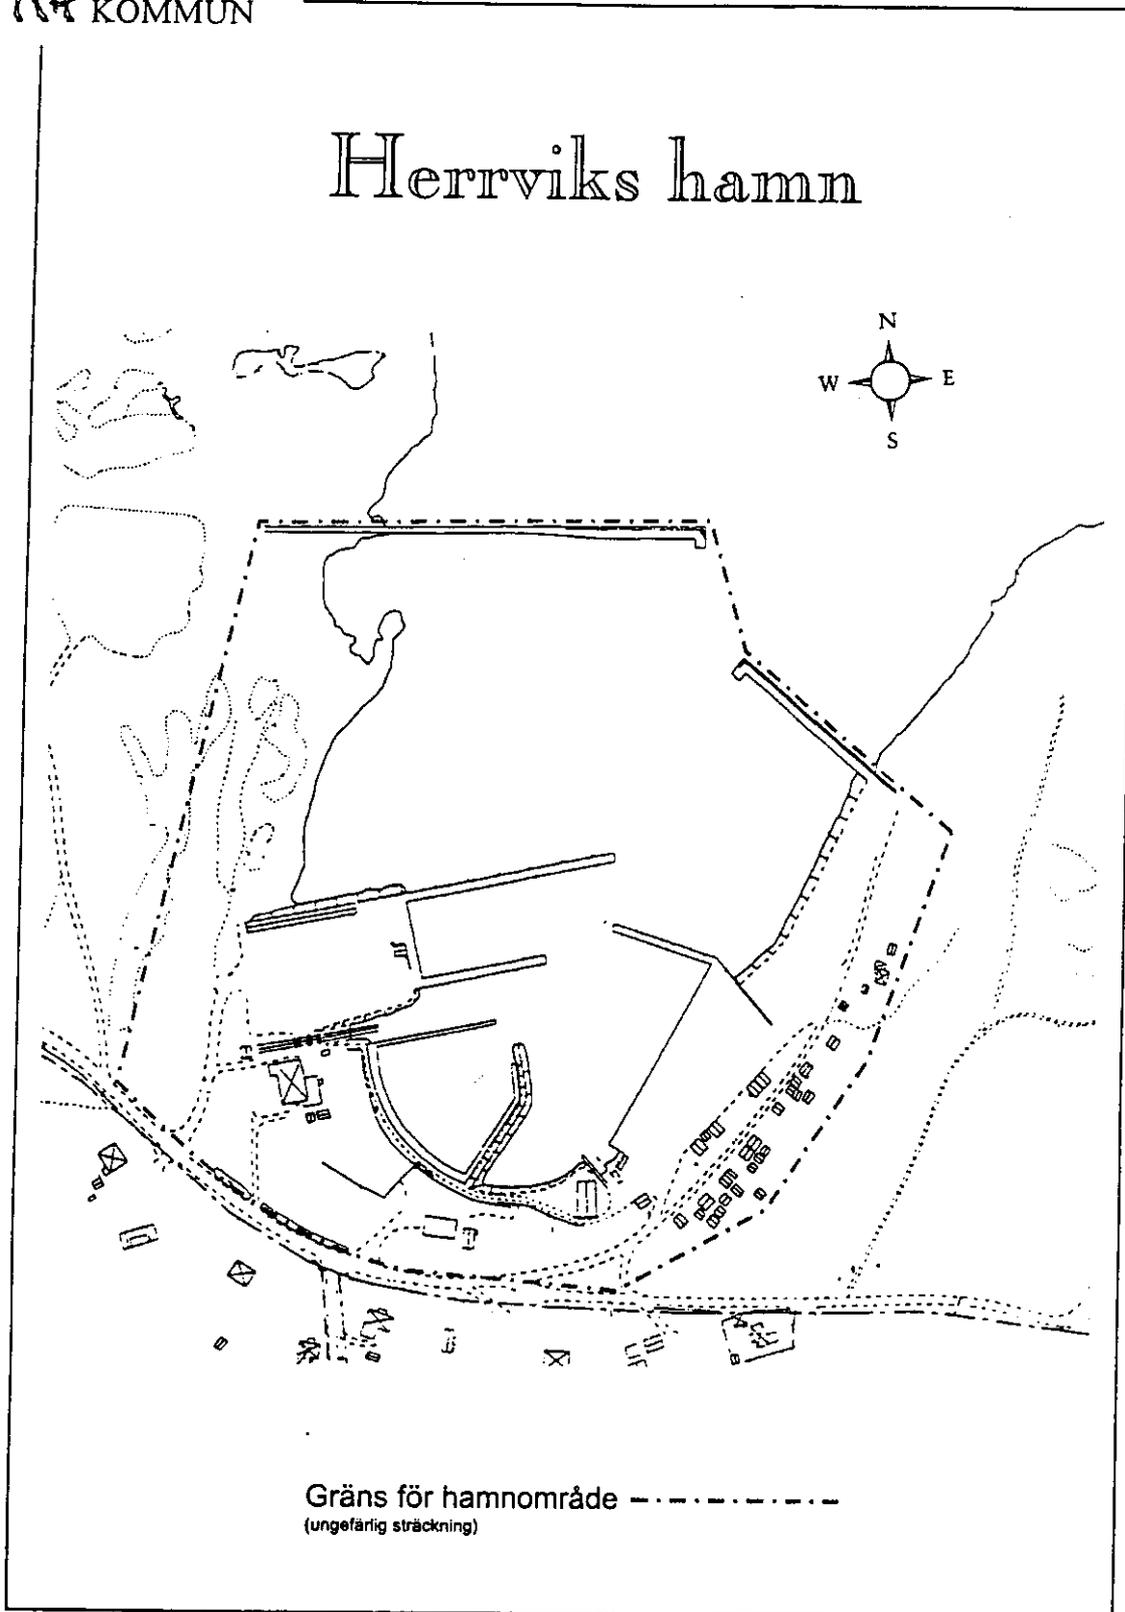 KOMMUN
Herrviks hamn
N
W E
S
Gräns för hamnområde
(ungefärlig sträckning)